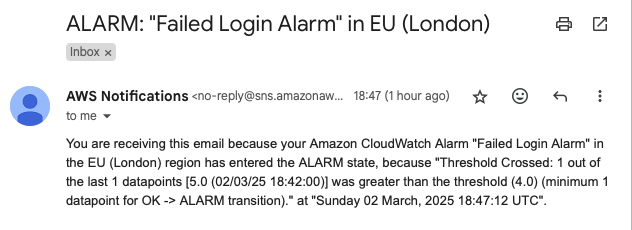 ALARM: "Failed Login Alarm" in EU (London)
Inbox ×
AWS Notifications <no-reply@sns.amazonaw... 18:47 (1 hour ago)
to me
You are receiving this email because your Amazon CloudWatch Alarm "Failed Login Alarm" in
the EU (London) region has entered the ALARM state, because "Threshold Crossed: 1 out of
the last 1 datapoints [5.0 (02/03/25 18:42:00)] was greater than the threshold (4.0) (minimum 1
datapoint for OK -> ALARM transition)." at "Sunday 02 March, 2025 18:47:12 UTC".